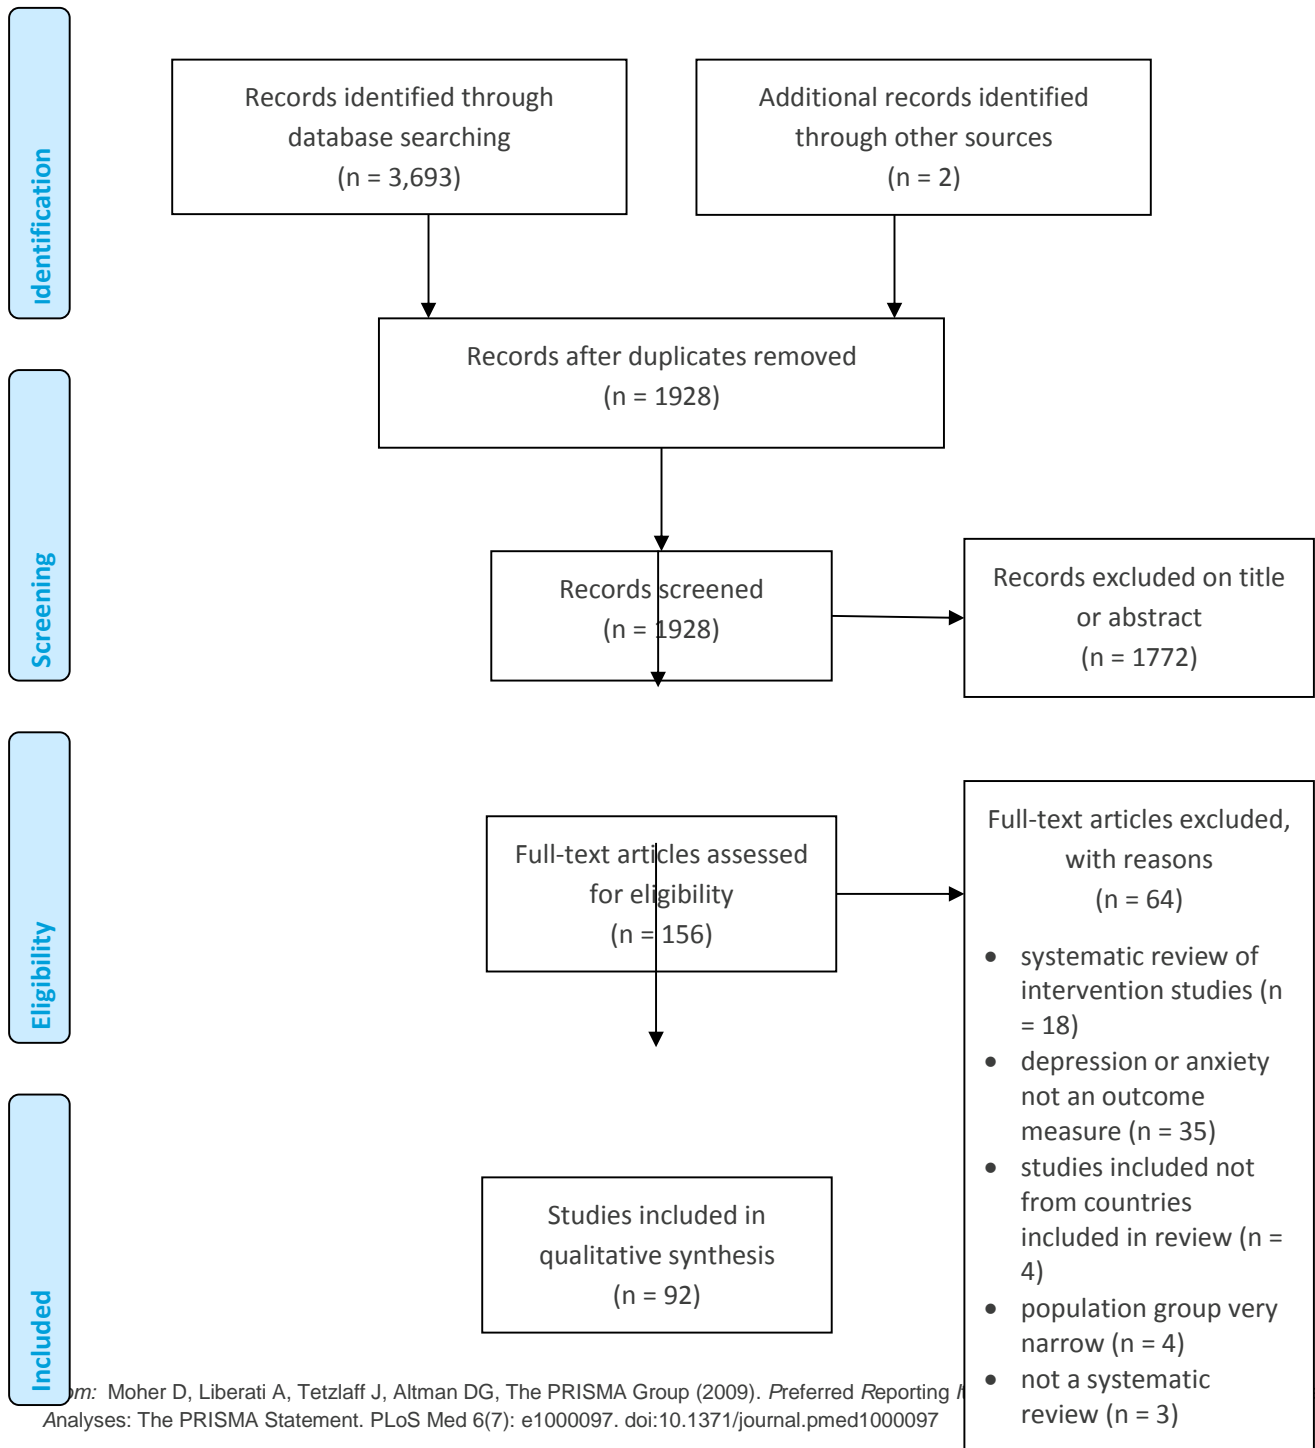 Identification
Records identified through
database searching
(n = 3,693)
Additional records identified
through other sources
(n = 2)
Records after duplicates removed
(n = 1928)
Screening
Records screened
(n = 1928)
Records excluded on title
or abstract
(n = 1772)
Eligibility
Full-text articles assessed
for eligibility
(n = 156)
Full-text articles excluded,
with reasons
(n = 64)
• systematic review of
intervention studies (n
= 18)
• depression or anxiety
not an outcome
measure (n = 35)
• studies included not
from countries
included in review (n =
4)
• population group very
narrow (n = 4)
• not a systematic
review (n = 3)
Included
Studies included in
qualitative synthesis
(n = 92)
Moher D, Liberati A, Tetzlaff J, Altman DG, The PRISMA Group (2009). Preferred Reporting
Analyses: The PRISMA Statement. PLoS Med 6(7): e1000097. doi:10.1371/journal.pmed1000097